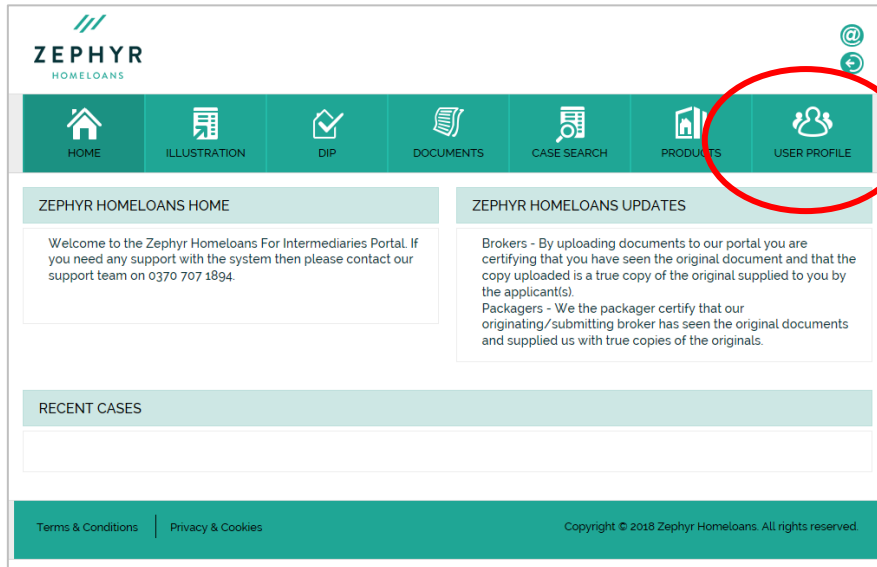 ZEPHYR
HOMELOANS
@
HOME
ILLUSTRATION
DIP
DOCUMENTS
CASE SEARCH
PRODUCTS
USER PROFILE
ZEPHYR HOMELOANS HOME
Welcome to the Zephyr Homeloans For Intermediaries Portal. If
you need any support with the system then please contact our
support team on 0370 707 1894.
ZEPHYR HOMELOANS UPDATES
Brokers - By uploading documents to our portal you are
certifying that you have seen the original document and that the
copy uploaded is a true copy of the original supplied to you by
the applicant(s).
Packagers - We the packager certify that our
originating/submitting broker has seen the original documents
and supplied us with true copies of the originals.
RECENT CASES
Terms & Conditions
Privacy & Cookies
Copyright © 2018 Zephyr Homeloans. All rights reserved.